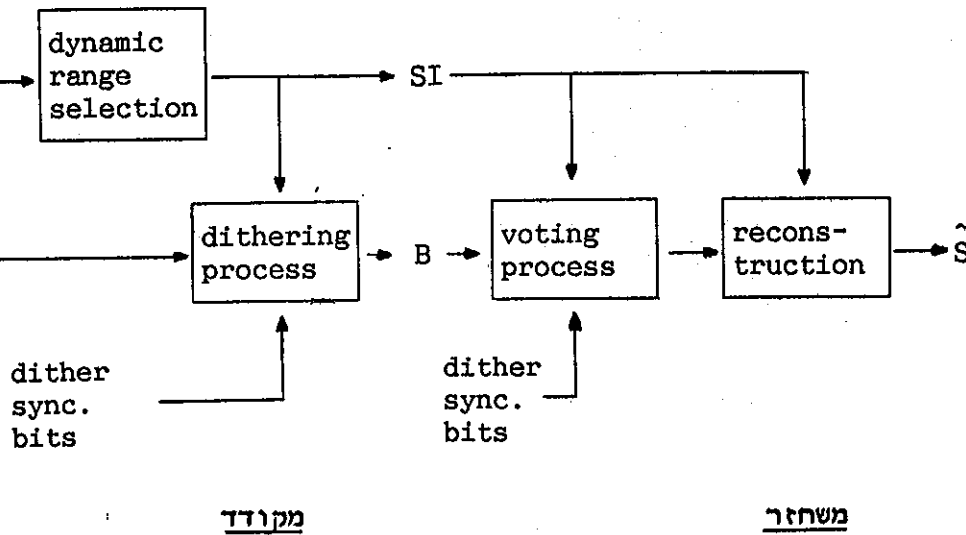 dynamic
range
selection
SI
dithering
process
B
voting
process
recons-
truction
S̃
dither
sync.
bits
dither
sync.
bits
מקודד
משחזר